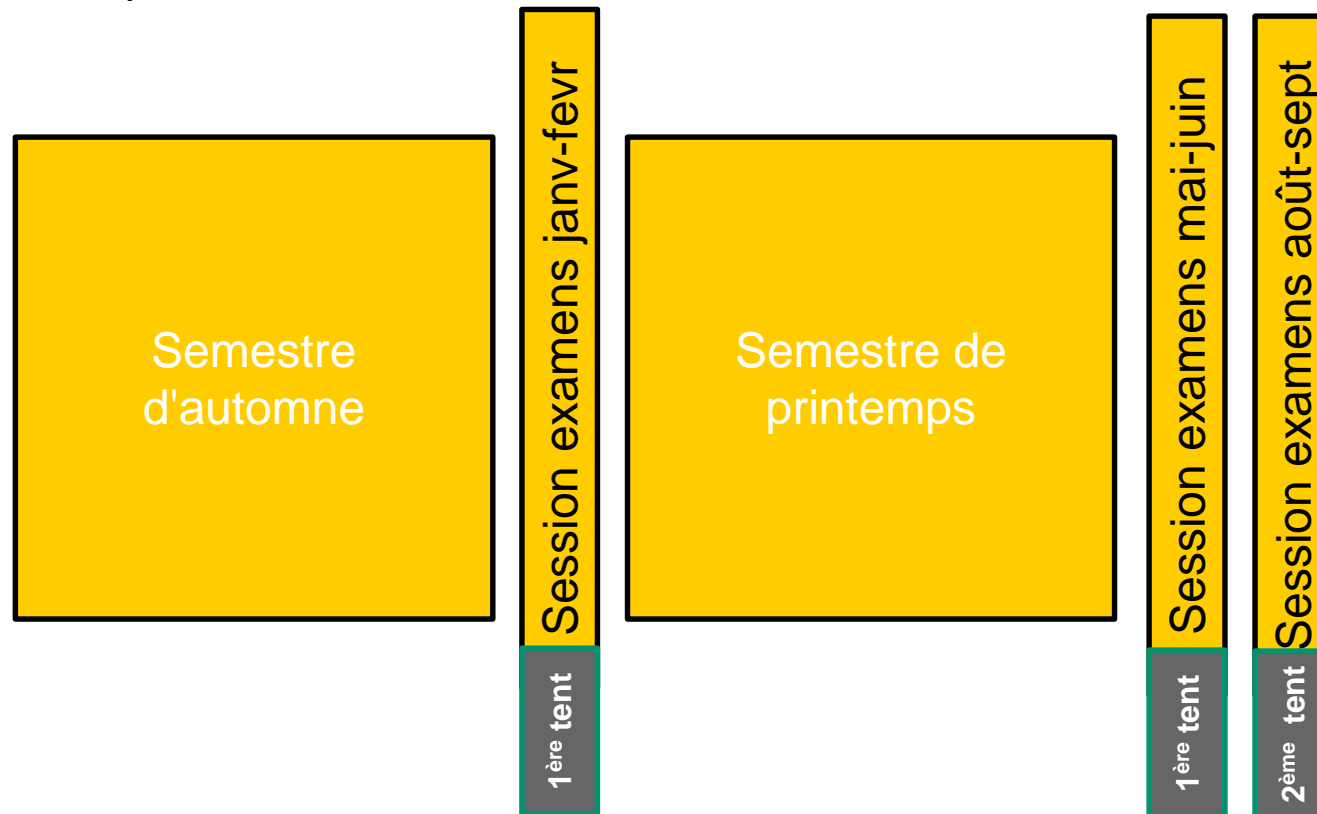 Semestre
d'automne
Session examens janv-fevr
1ère tent
Semestre de
printemps
Session examens mai-juin
1ère tent
Session examens août-sept
2ème tent